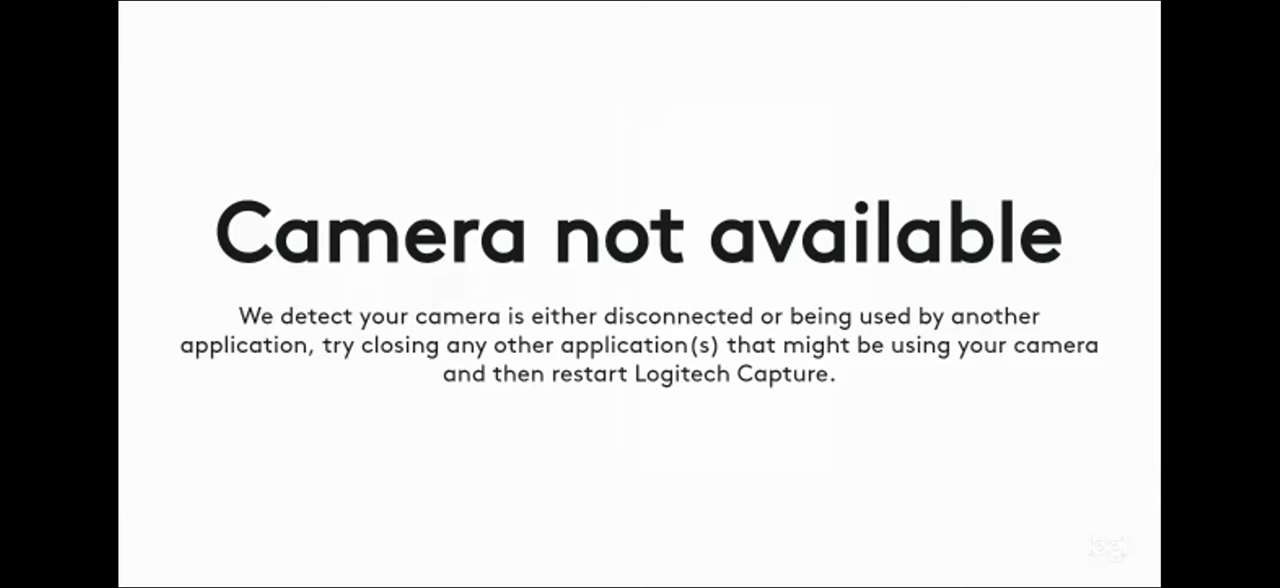 Camera not available
We detect your camera is either disconnected or being used by another
application, try closing any other application(s) that might be using your camera
and then restart Logitech Capture.
logi